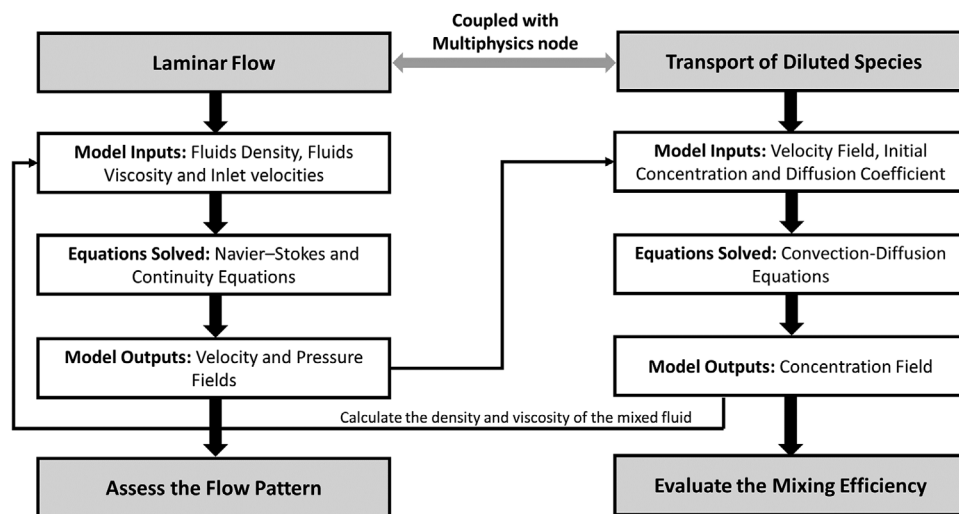 Coupled with
Multiphysics node
Laminar Flow
Transport of Diluted Species
Model Inputs: Fluids Density, Fluids
Viscosity and Inlet velocities
Model Inputs: Velocity Field, Initial
Concentration and Diffusion Coefficient
Equations Solved: Navier–Stokes and
Continuity Equations
Equations Solved: Convection-Diffusion
Equations
Model Outputs: Velocity and Pressure
Fields
Model Outputs: Concentration Field
Calculate the density and viscosity of the mixed fluid
Assess the Flow Pattern
Evaluate the Mixing Efficiency